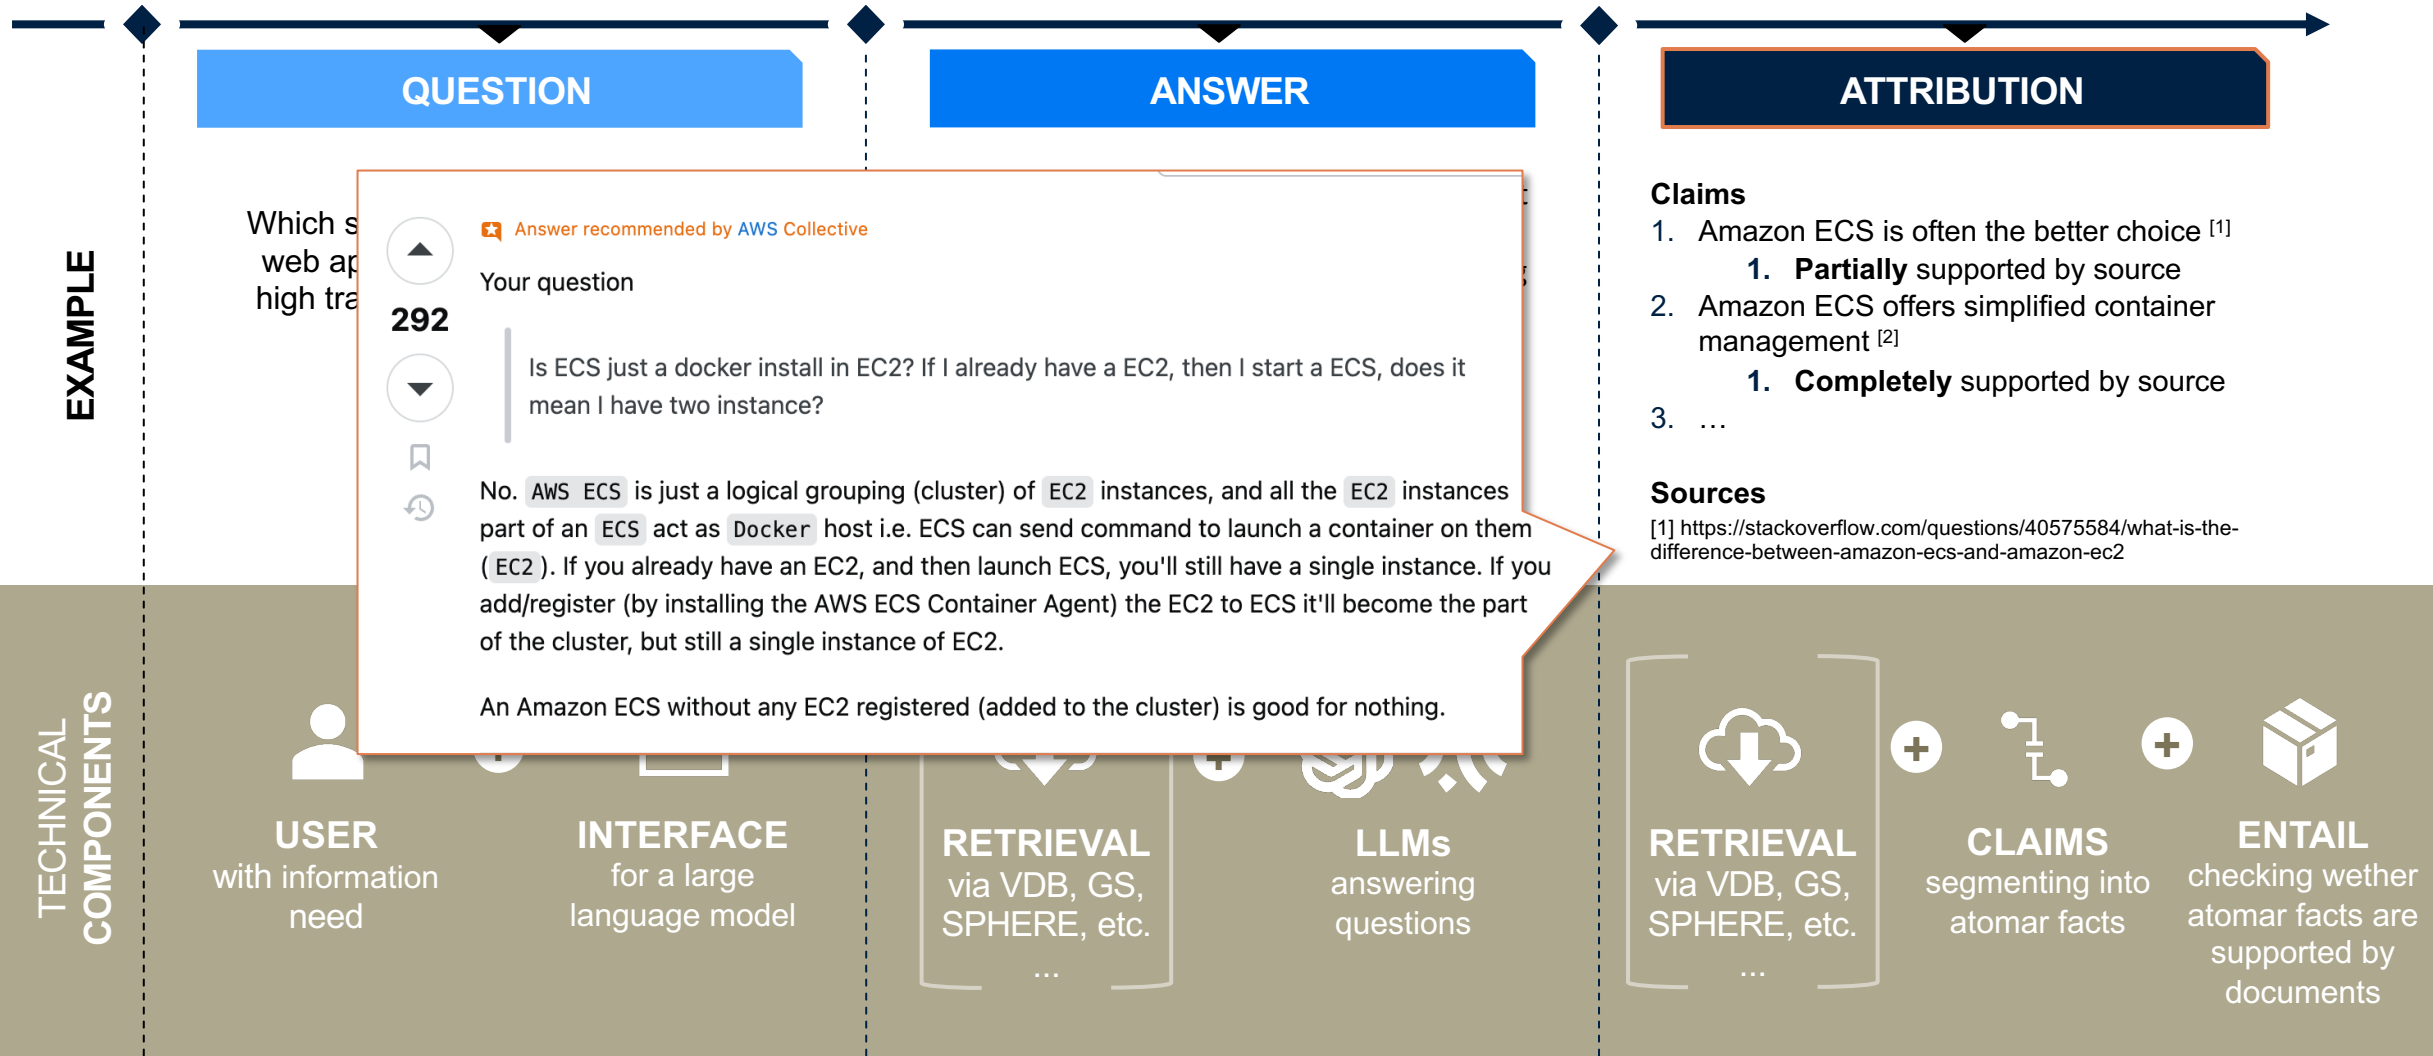 QUESTION
ANSWER
ATTRIBUTION
EXAMPLE
Which
web
high
Answer recommended by AWS Collective
292
Your question
Is ECS just a docker install in EC2? If I already have a EC2, then I start a ECS, does it
mean I have two instance?
No. AWS ECS is just a logical grouping (cluster) of EC2 instances, and all the EC2 instances
part of an ECS act as Docker host i.e. ECS can send command to launch a container on them
(EC2). If you already have an EC2, and then launch ECS, you'll still have a single instance. If you
add/register (by installing the AWS ECS Container Agent) the EC2 to ECS it'll become the part
of the cluster, but still a single instance of EC2.
An Amazon ECS without any EC2 registered (added to the cluster) is good for nothing.
Claims
1. Amazon ECS is often the better choice [1]
1. Partially supported by source
2. Amazon ECS offers simplified container
management [2]
1. Completely supported by source
3. …
Sources
[1] https://stackoverflow.com/questions/40575584/what-is-the-
difference-between-amazon-ecs-and-amazon-ec2
TECHNICAL
COMPONENTS
USER
with information
need
INTERFACE
for a large
language model
RETRIEVAL
via VDB, GS,
SPHERE, etc.
...
LLMs
answering
questions
RETRIEVAL
via VDB, GS,
SPHERE, etc.
...
CLAIMS
segmenting into
atomar facts
ENTAIL
checking wether
atomar facts are
supported by
documents